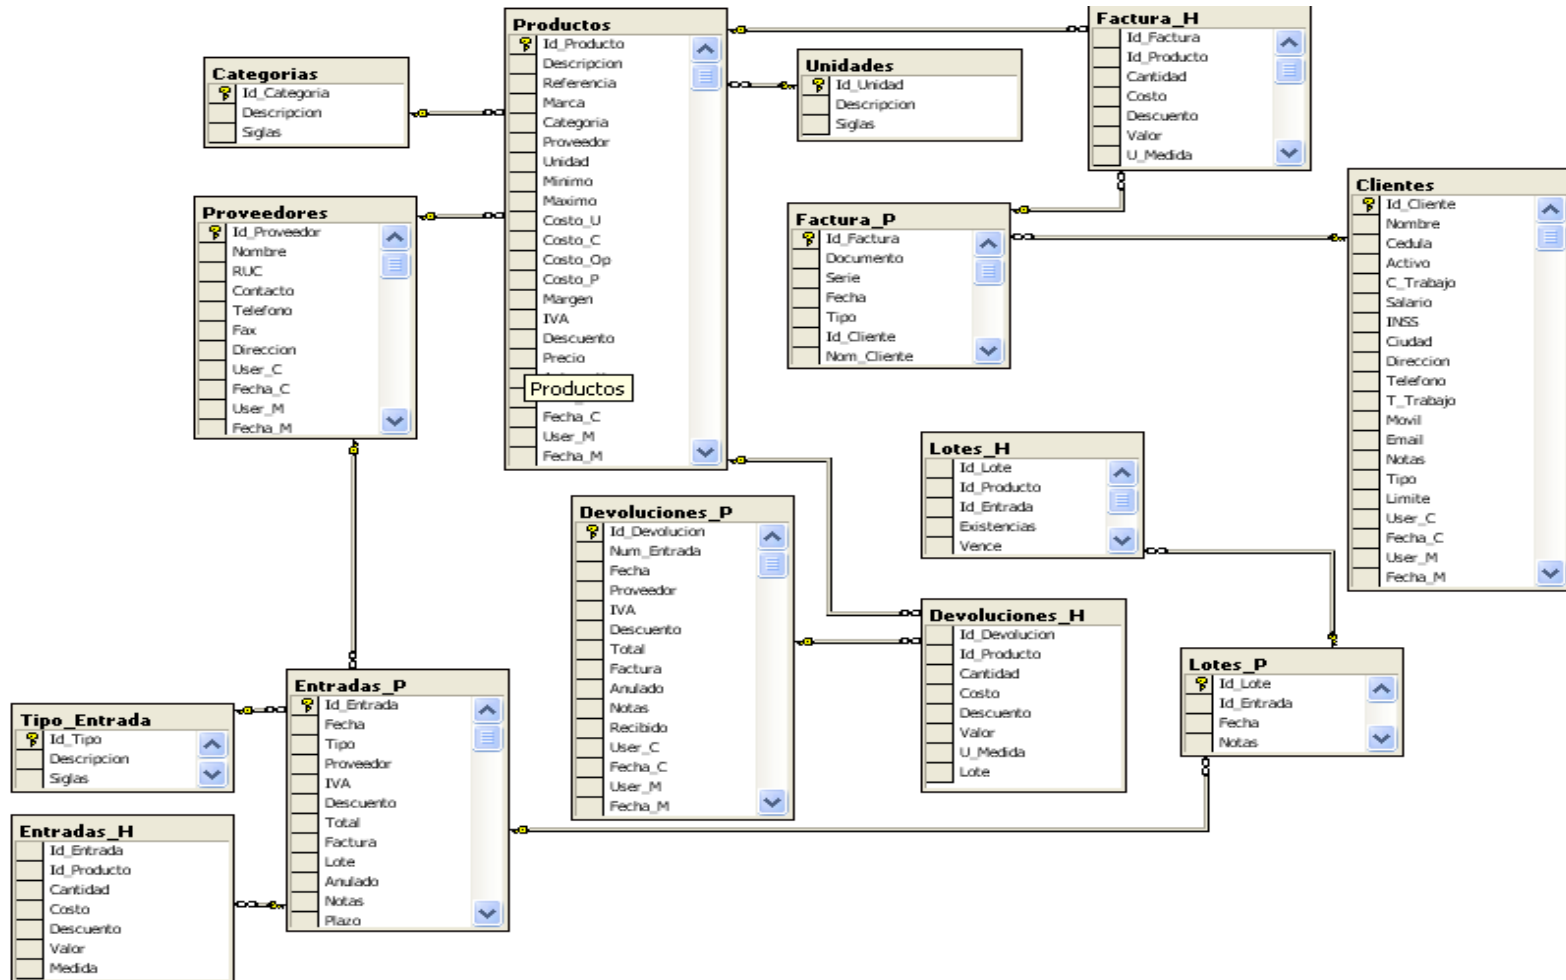 Productos
Id_Producto
Descripcion
Referencia
Marca
Categoria
Proveedor
Unidad
Minimo
Maximo
Costo_U
Costo_C
Costo_Op
Costo_P
Margen
IVA
Descuento
Precio
Productos
Fecha_C
User_M
Fecha_M
Categorias
Id_Categoria
Descripcion
Siglas
Unidades
Id_Unidad
Descripcion
Siglas
Factura_H
Id_Factura
Id_Producto
Cantidad
Costo
Descuento
Valor
U_Medida
Proveedores
Id_Proveedor
Nombre
RUC
Contacto
Telefono
Fax
Direccion
User_C
Fecha_C
User_M
Fecha_M
Factura_P
Id_Factura
Documento
Serie
Fecha
Tipo
Id_Cliente
Nom_Cliente
Clientes
Id_Cliente
Nombre
Cedula
Activo
C_Trabajo
Salario
INSS
Ciudad
Direccion
Telefono
T_Trabajo
Movil
Email
Notas
Tipo
Limite
User_C
Fecha_C
User_M
Fecha_M
Lotes_H
Id_Lote
Id_Producto
Id_Entrada
Existencias
Vence
Devoluciones_P
Id_Devolucion
Num_Entrada
Fecha
Proveedor
IVA
Descuento
Total
Factura
Anulado
Notas
Recibido
User_C
Fecha_C
User_M
Fecha_M
Devoluciones_H
Id_Devolucion
Id_Producto
Cantidad
Costo
Descuento
Valor
U_Medida
Lote
Lotes_P
Id_Lote
Id_Entrada
Fecha
Notas
Entradas_P
Id_Entrada
Fecha
Tipo
Proveedor
IVA
Descuento
Total
Factura
Lote
Anulado
Notas
Plazo
Tipo_Entrada
Id_Tipo
Descripcion
Siglas
Entradas_H
Id_Entrada
Id_Producto
Cantidad
Costo
Descuento
Valor
Medida